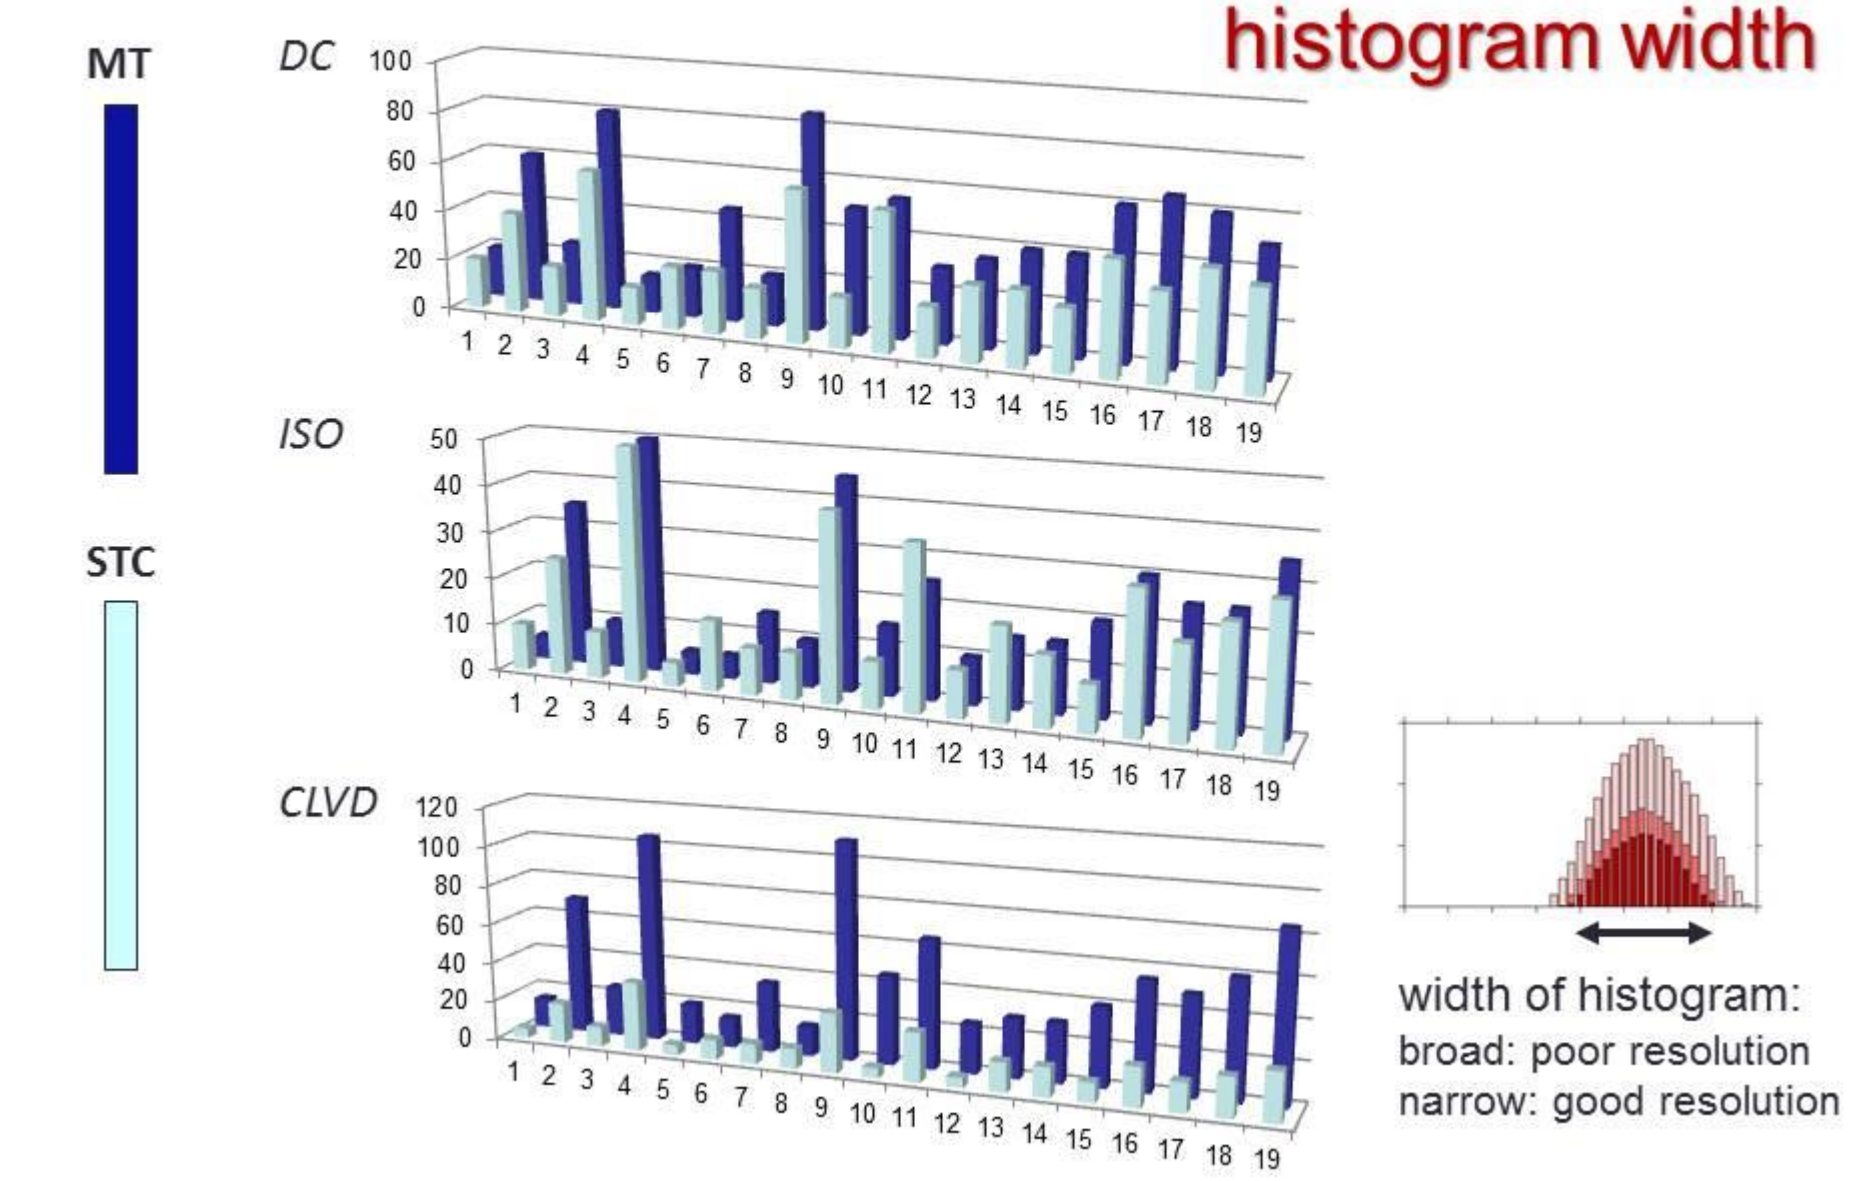 histogram width
MT
STC
DC
100
80
60
40
20
0
1 2 3 4 5 6 7 8 9 10 11 12 13 14 15 16 17 18 19
ISO
50
40
30
20
10
0
1 2 3 4 5 6 7 8 9 10 11 12 13 14 15 16 17 18 19
CLVD
120
100
80
60
40
20
0
1 2 3 4 5 6 7 8 9 10 11 12 13 14 15 16 17 18 19
width of histogram:
broad: poor resolution
narrow: good resolution